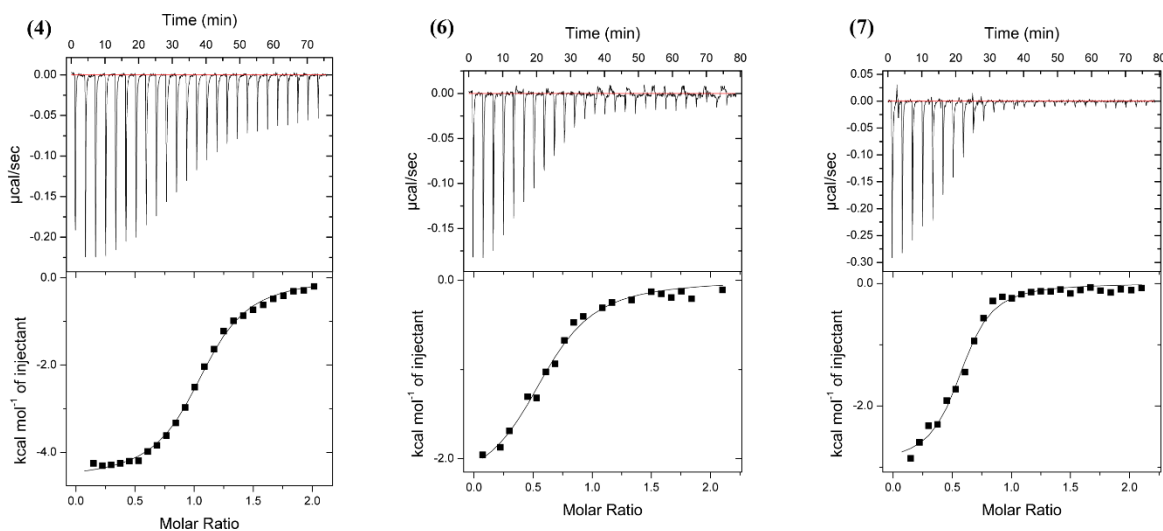 (4)
Time (min)
0 10 20 30 40 50 60 70
0.00
-0.05
-0.10
-0.15
-0.20
µcal/sec
0.0
-2.0
-4.0
kcal mol⁻¹ of injectant
0.0 0.5 1.0 1.5 2.0
Molar Ratio
(6)
Time (min)
0 10 20 30 40 50 60 70 80
0.00
-0.05
-0.10
-0.15
µcal/sec
0.0
-2.0
kcal mol⁻¹ of injectant
0.0 0.5 1.0 1.5 2.0
Molar Ratio
(7)
Time (min)
0 10 20 30 40 50 60 70 80
0.05
0.00
-0.05
-0.10
-0.15
-0.20
-0.25
-0.30
µcal/sec
0.0
-2.0
kcal mol⁻¹ of injectant
0.0 0.5 1.0 1.5 2.0
Molar Ratio